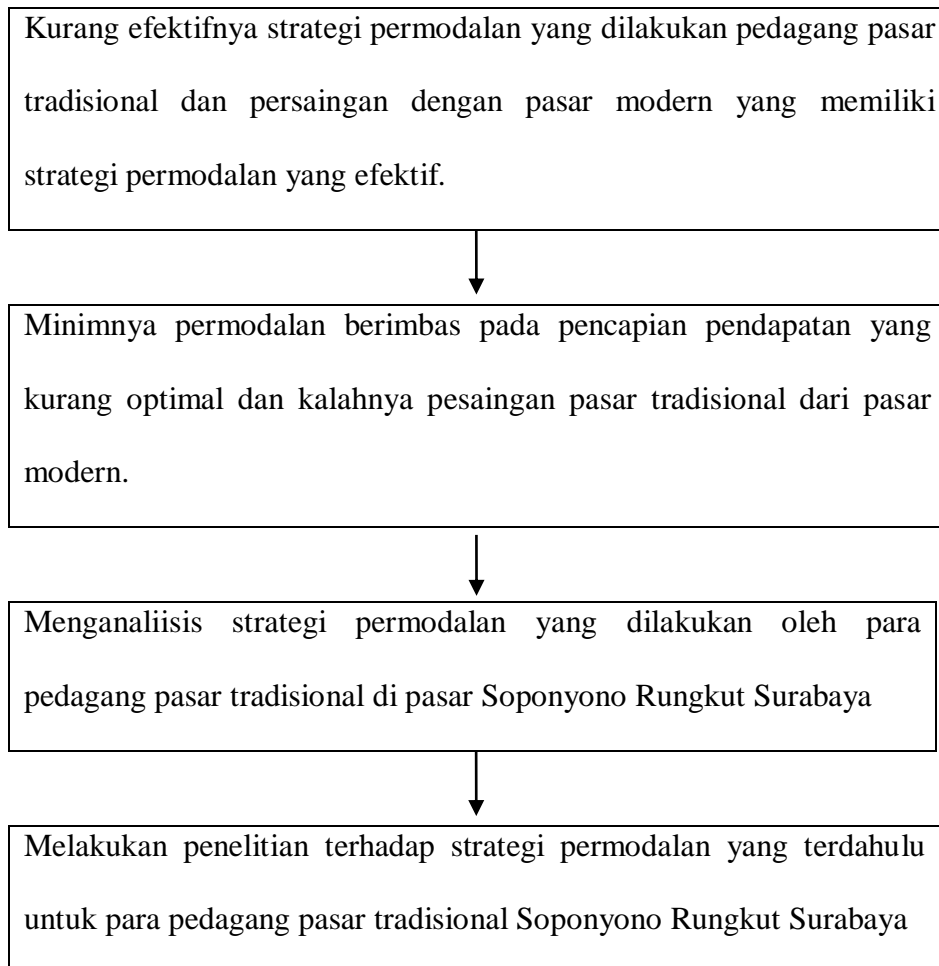 Kurang efektifnya strategi permodalan yang dilakukan pedagang pasar
tradisional dan persaingan dengan pasar modern yang memiliki
strategi permodalan yang efektif.
Minimnya permodalan berimbas pada pencapian pendapatan yang
kurang optimal dan kalahnya pesaingan pasar tradisional dari pasar
modern.
Menganaliisis strategi permodalan yang dilakukan oleh para
pedagang pasar tradisional di pasar Soponyono Rungkut Surabaya
Melakukan penelitian terhadap strategi permodalan yang terdahulu
untuk para pedagang pasar tradisional Soponyono Rungkut Surabaya